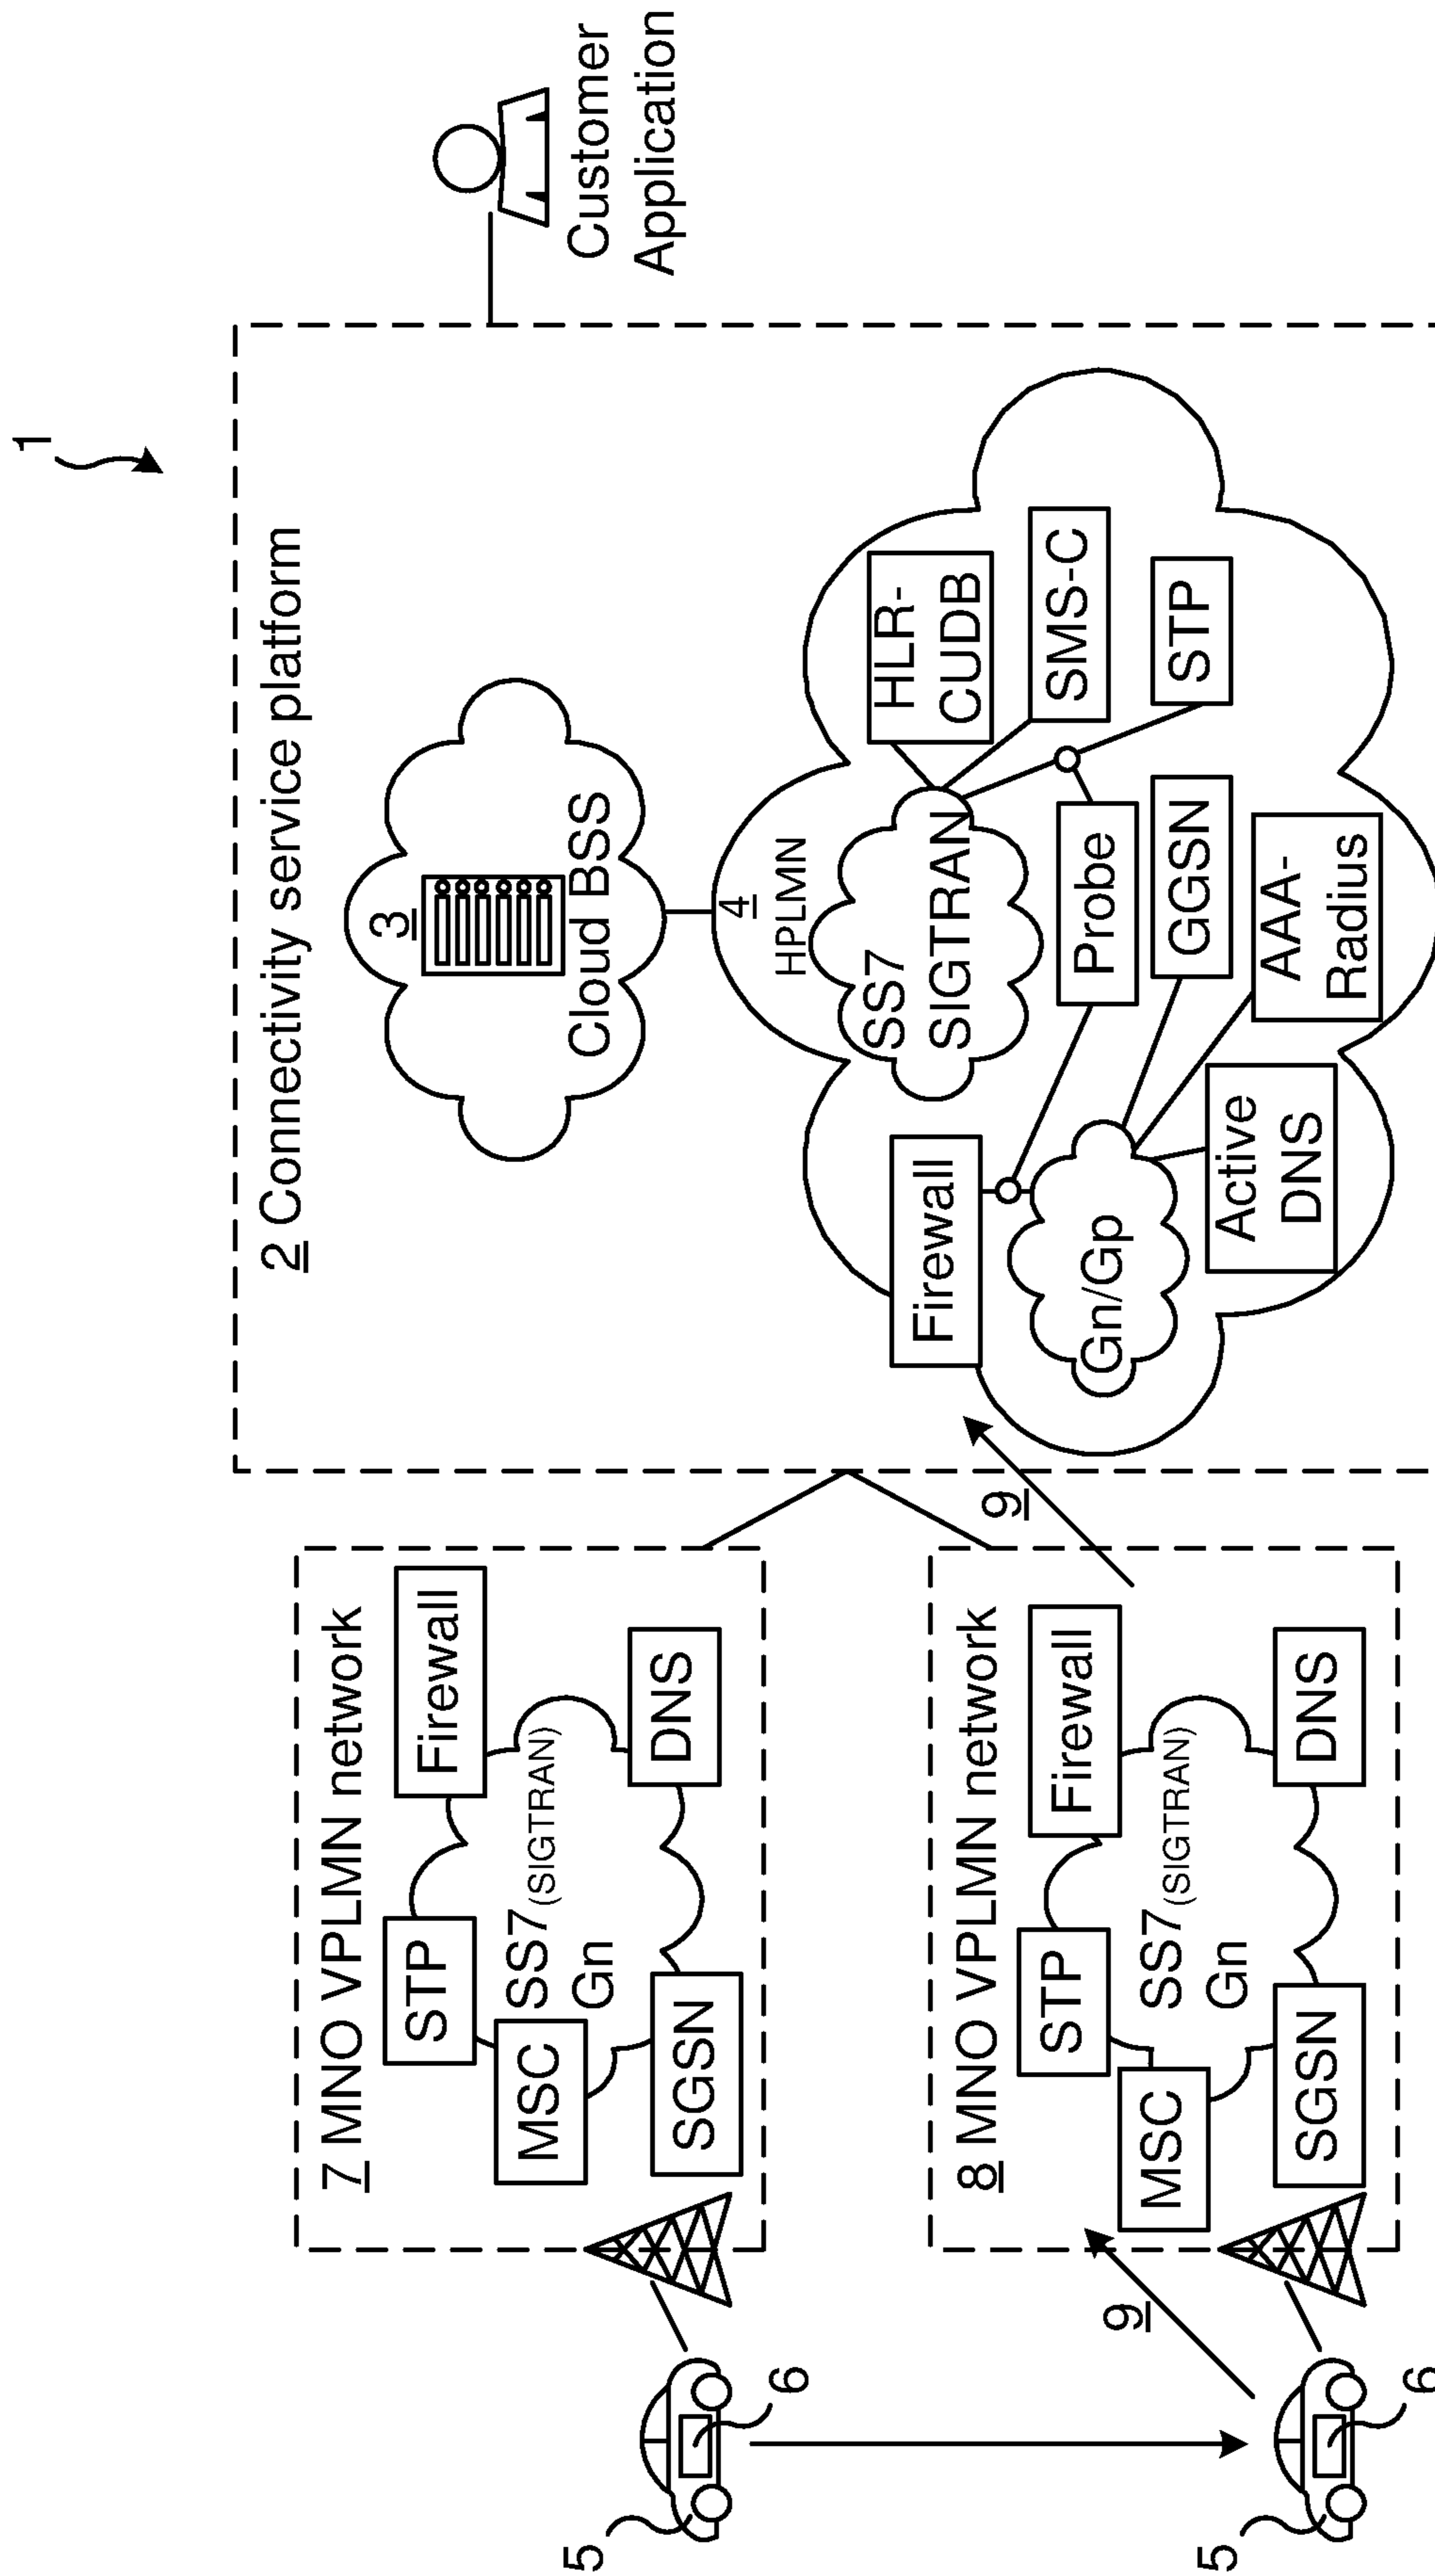 1
2 Connectivity service platform
3
Cloud BSS
Customer
Application
4
HPLMN
SS7
SIGTRAN
HLR-
CUDB
SMS-C
STP
Probe
GGSN
AAA-
Radius
Active
DNS
Gn/Gp
Firewall
9
7 MNO VPLMN network
Firewall
STP
MSC
SS7(SIGTRAN)
Gn
DNS
SGSN
8 MNO VPLMN network
Firewall
STP
MSC
SS7(SIGTRAN)
Gn
DNS
SGSN
9
5
6
5
6